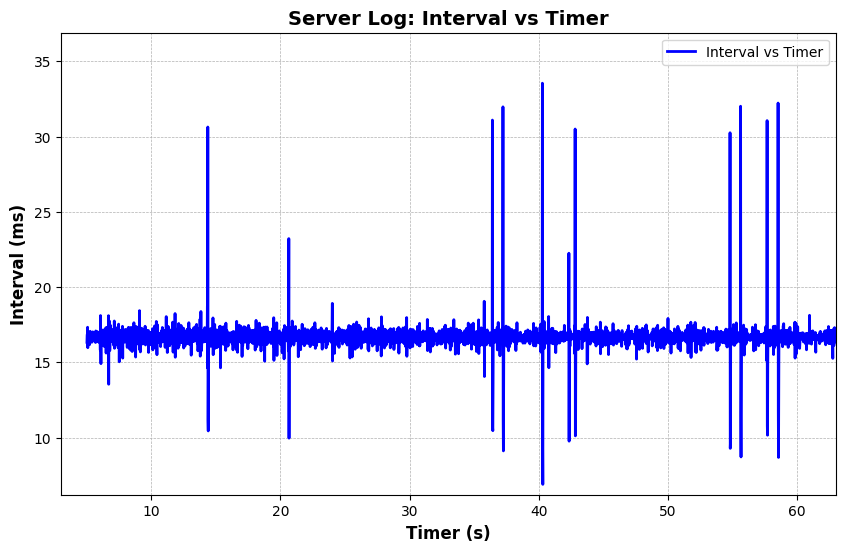 Server Log: Interval vs Timer
Interval vs Timer
35
30
25
20
15
10
Interval (ms)
10 20 30 40 50 60
Timer (s)